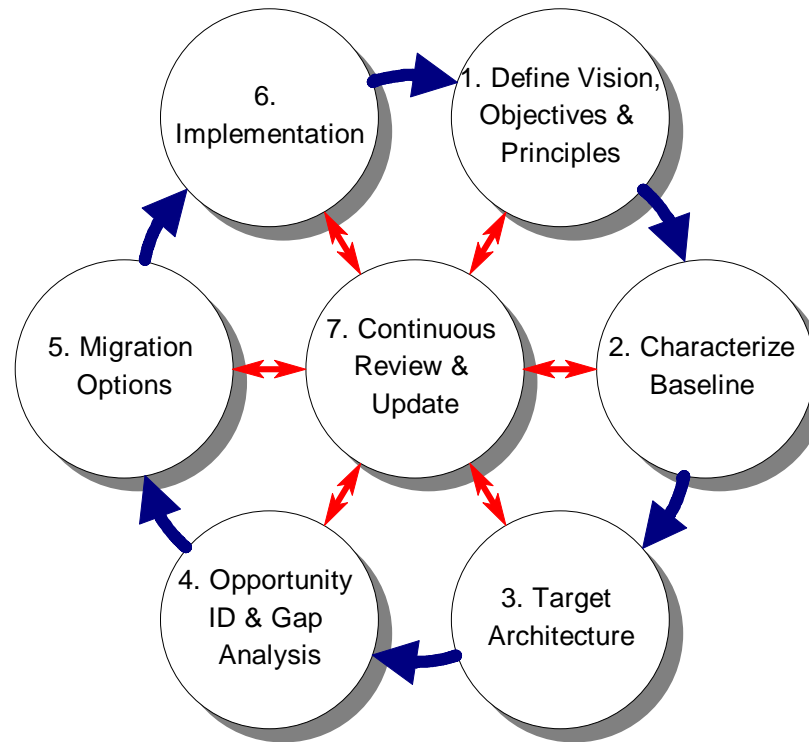 1. Define Vision,
Objectives &
Principles
2. Characterize
Baseline
3. Target
Architecture
4. Opportunity
ID & Gap
Analysis
5. Migration
Options
6.
Implementation
7. Continuous
Review &
Update